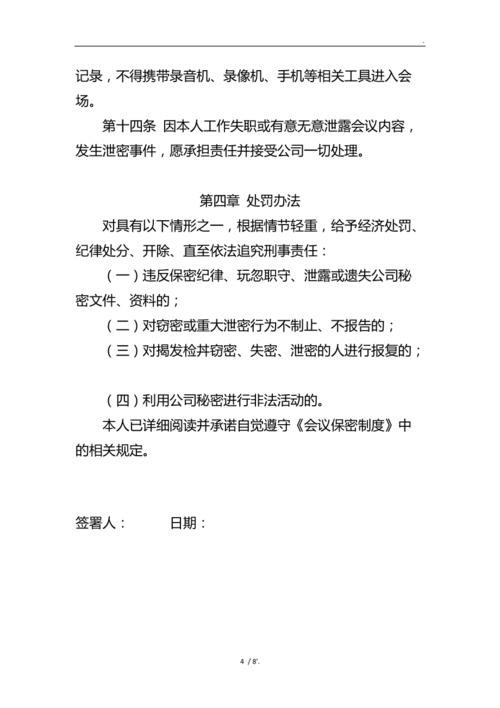 记录，不得携带录音机、录像机、手机等相关工具进入会
场。
第十四条 因本人工作失职或有意无意泄露会议内容，
发生泄密事件，愿承担责任并接受公司一切处理。
第四章 处罚办法
对具有以下情形之一，根据情节轻重，给予经济处罚、
纪律处分、开除、直至依法追究刑事责任：
（一）违反保密纪律、玩忽职守、泄露或遗失公司秘
密文件、资料的；
（二）对窃密或重大泄密行为不制止、不报告的；
（三）对揭发检丼窃密、失密、泄密的人进行报复的；
（四）利用公司秘密进行非法活动的。
本人已详细阅读并承诺自觉遵守《会议保密制度》中
的相关规定。
签署人： 日期：
4 / 8'.